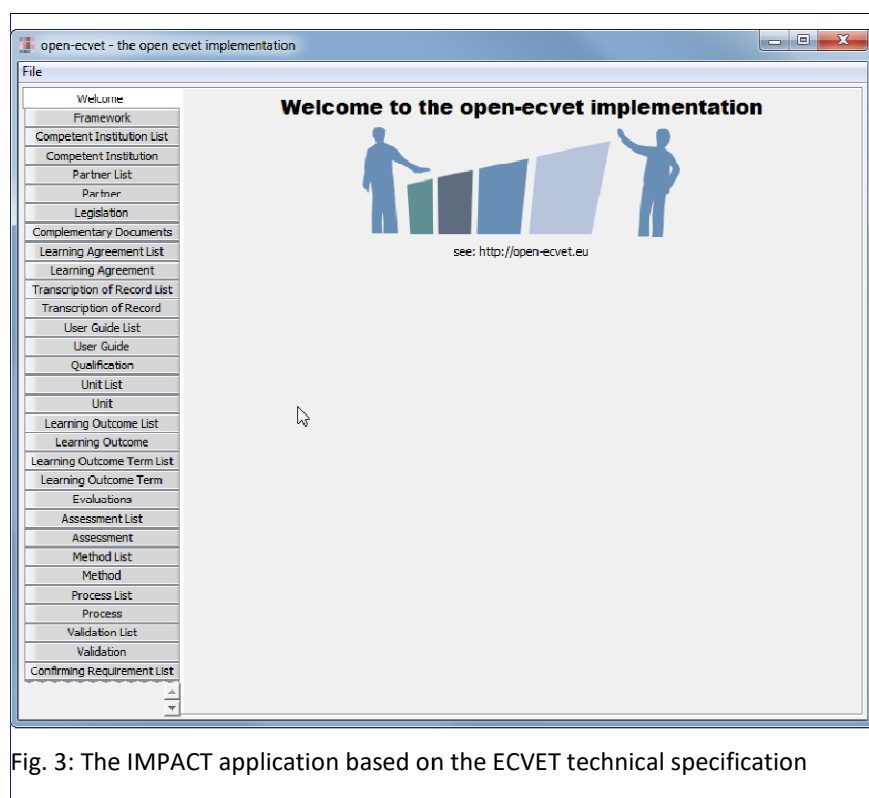 open-ecvet - the open ecvet implementation
File
Welcome
Framework
Competent Institution List
Competent Institution
Partner List
Partner
Legislation
Complementary Documents
Learning Agreement List
Learning Agreement
Transcription of Record List
Transcription of Record
User Guide List
User Guide
Qualification
Unit List
Unit
Learning Outcome List
Learning Outcome
Learning Outcome Term List
Learning Outcome Term
Evaluations
Assessment List
Assessment
Method List
Method
Process List
Process
Validation List
Validation
Confirming Requirement List
Welcome to the open-ecvet implementation
see: http://open-ecvet.eu
Fig. 3: The IMPACT application based on the ECVET technical specification